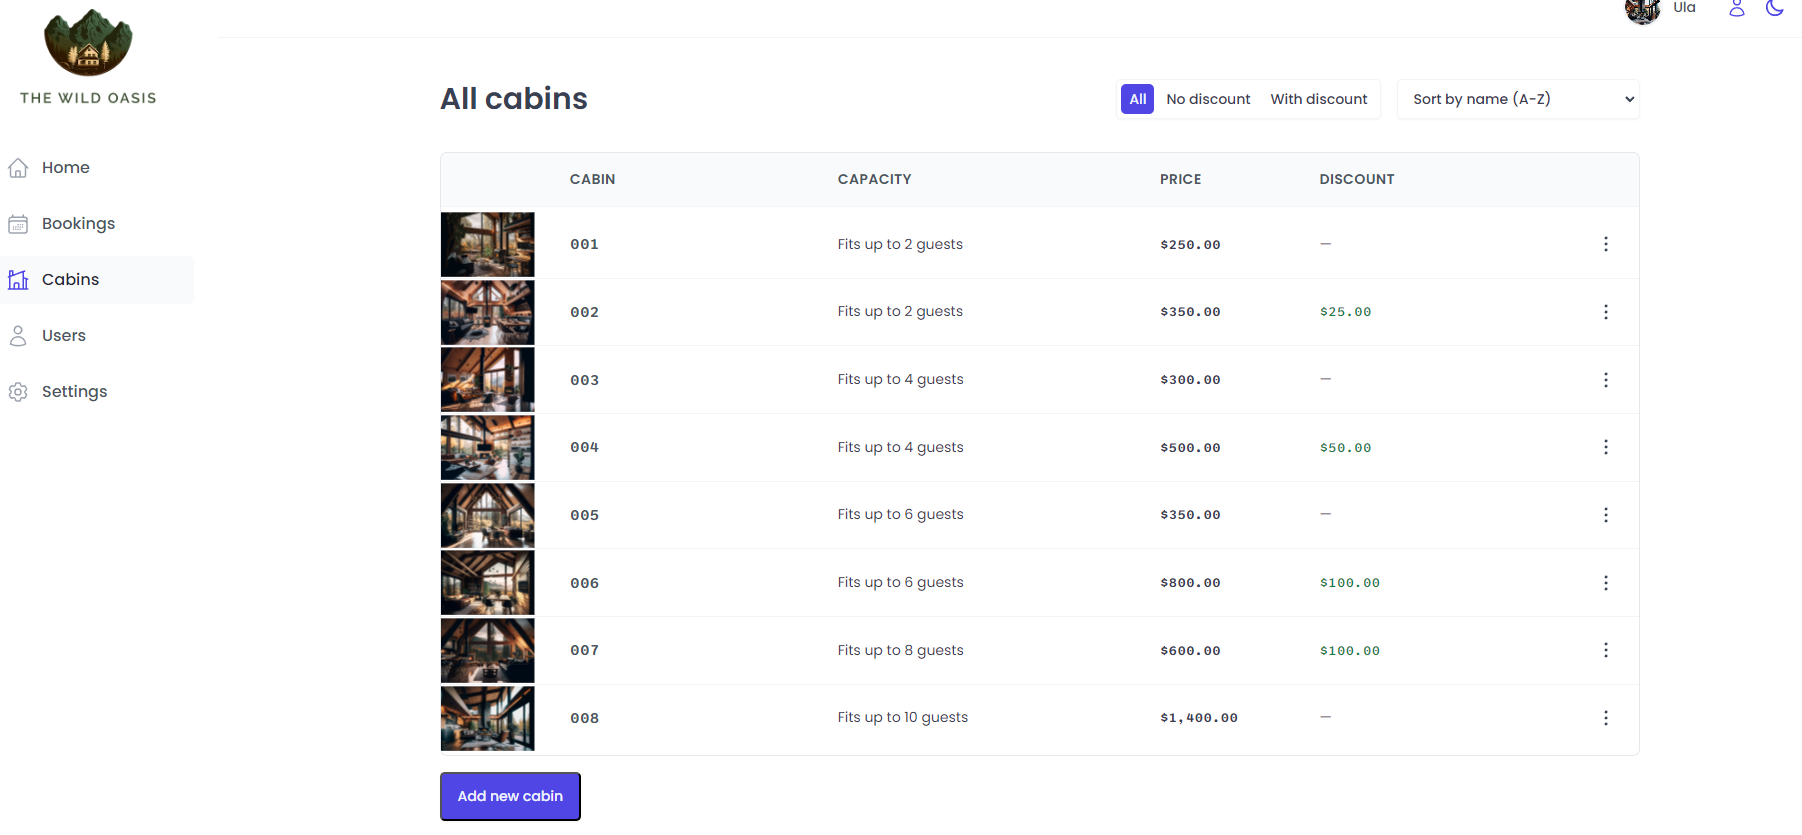 THE WILD OASIS
Ula
Home
Bookings
Cabins
Users
Settings
All cabins
All No discount With discount Sort by name (A-Z)
CABIN CAPACITY PRICE DISCOUNT
001 Fits up to 2 guests $250.00 —
002 Fits up to 2 guests $350.00 $25.00
003 Fits up to 4 guests $300.00 —
004 Fits up to 4 guests $500.00 $50.00
005 Fits up to 6 guests $350.00 —
006 Fits up to 6 guests $800.00 $100.00
007 Fits up to 8 guests $600.00 $100.00
008 Fits up to 10 guests $1,400.00 —
Add new cabin